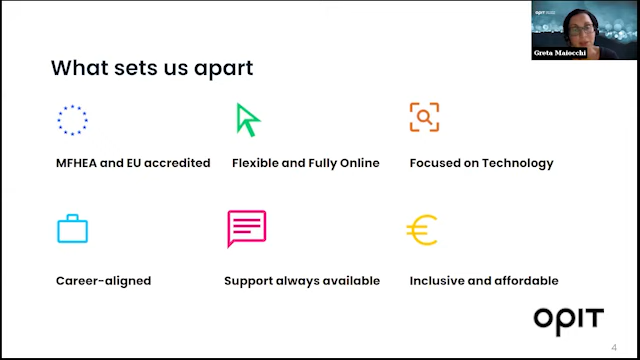 OPIT
Greta Maiocchi
What sets us apart
MFHEA and EU accredited
Flexible and Fully Online
Focused on Technology
Career-aligned
Support always available
Inclusive and affordable
OPIT
4